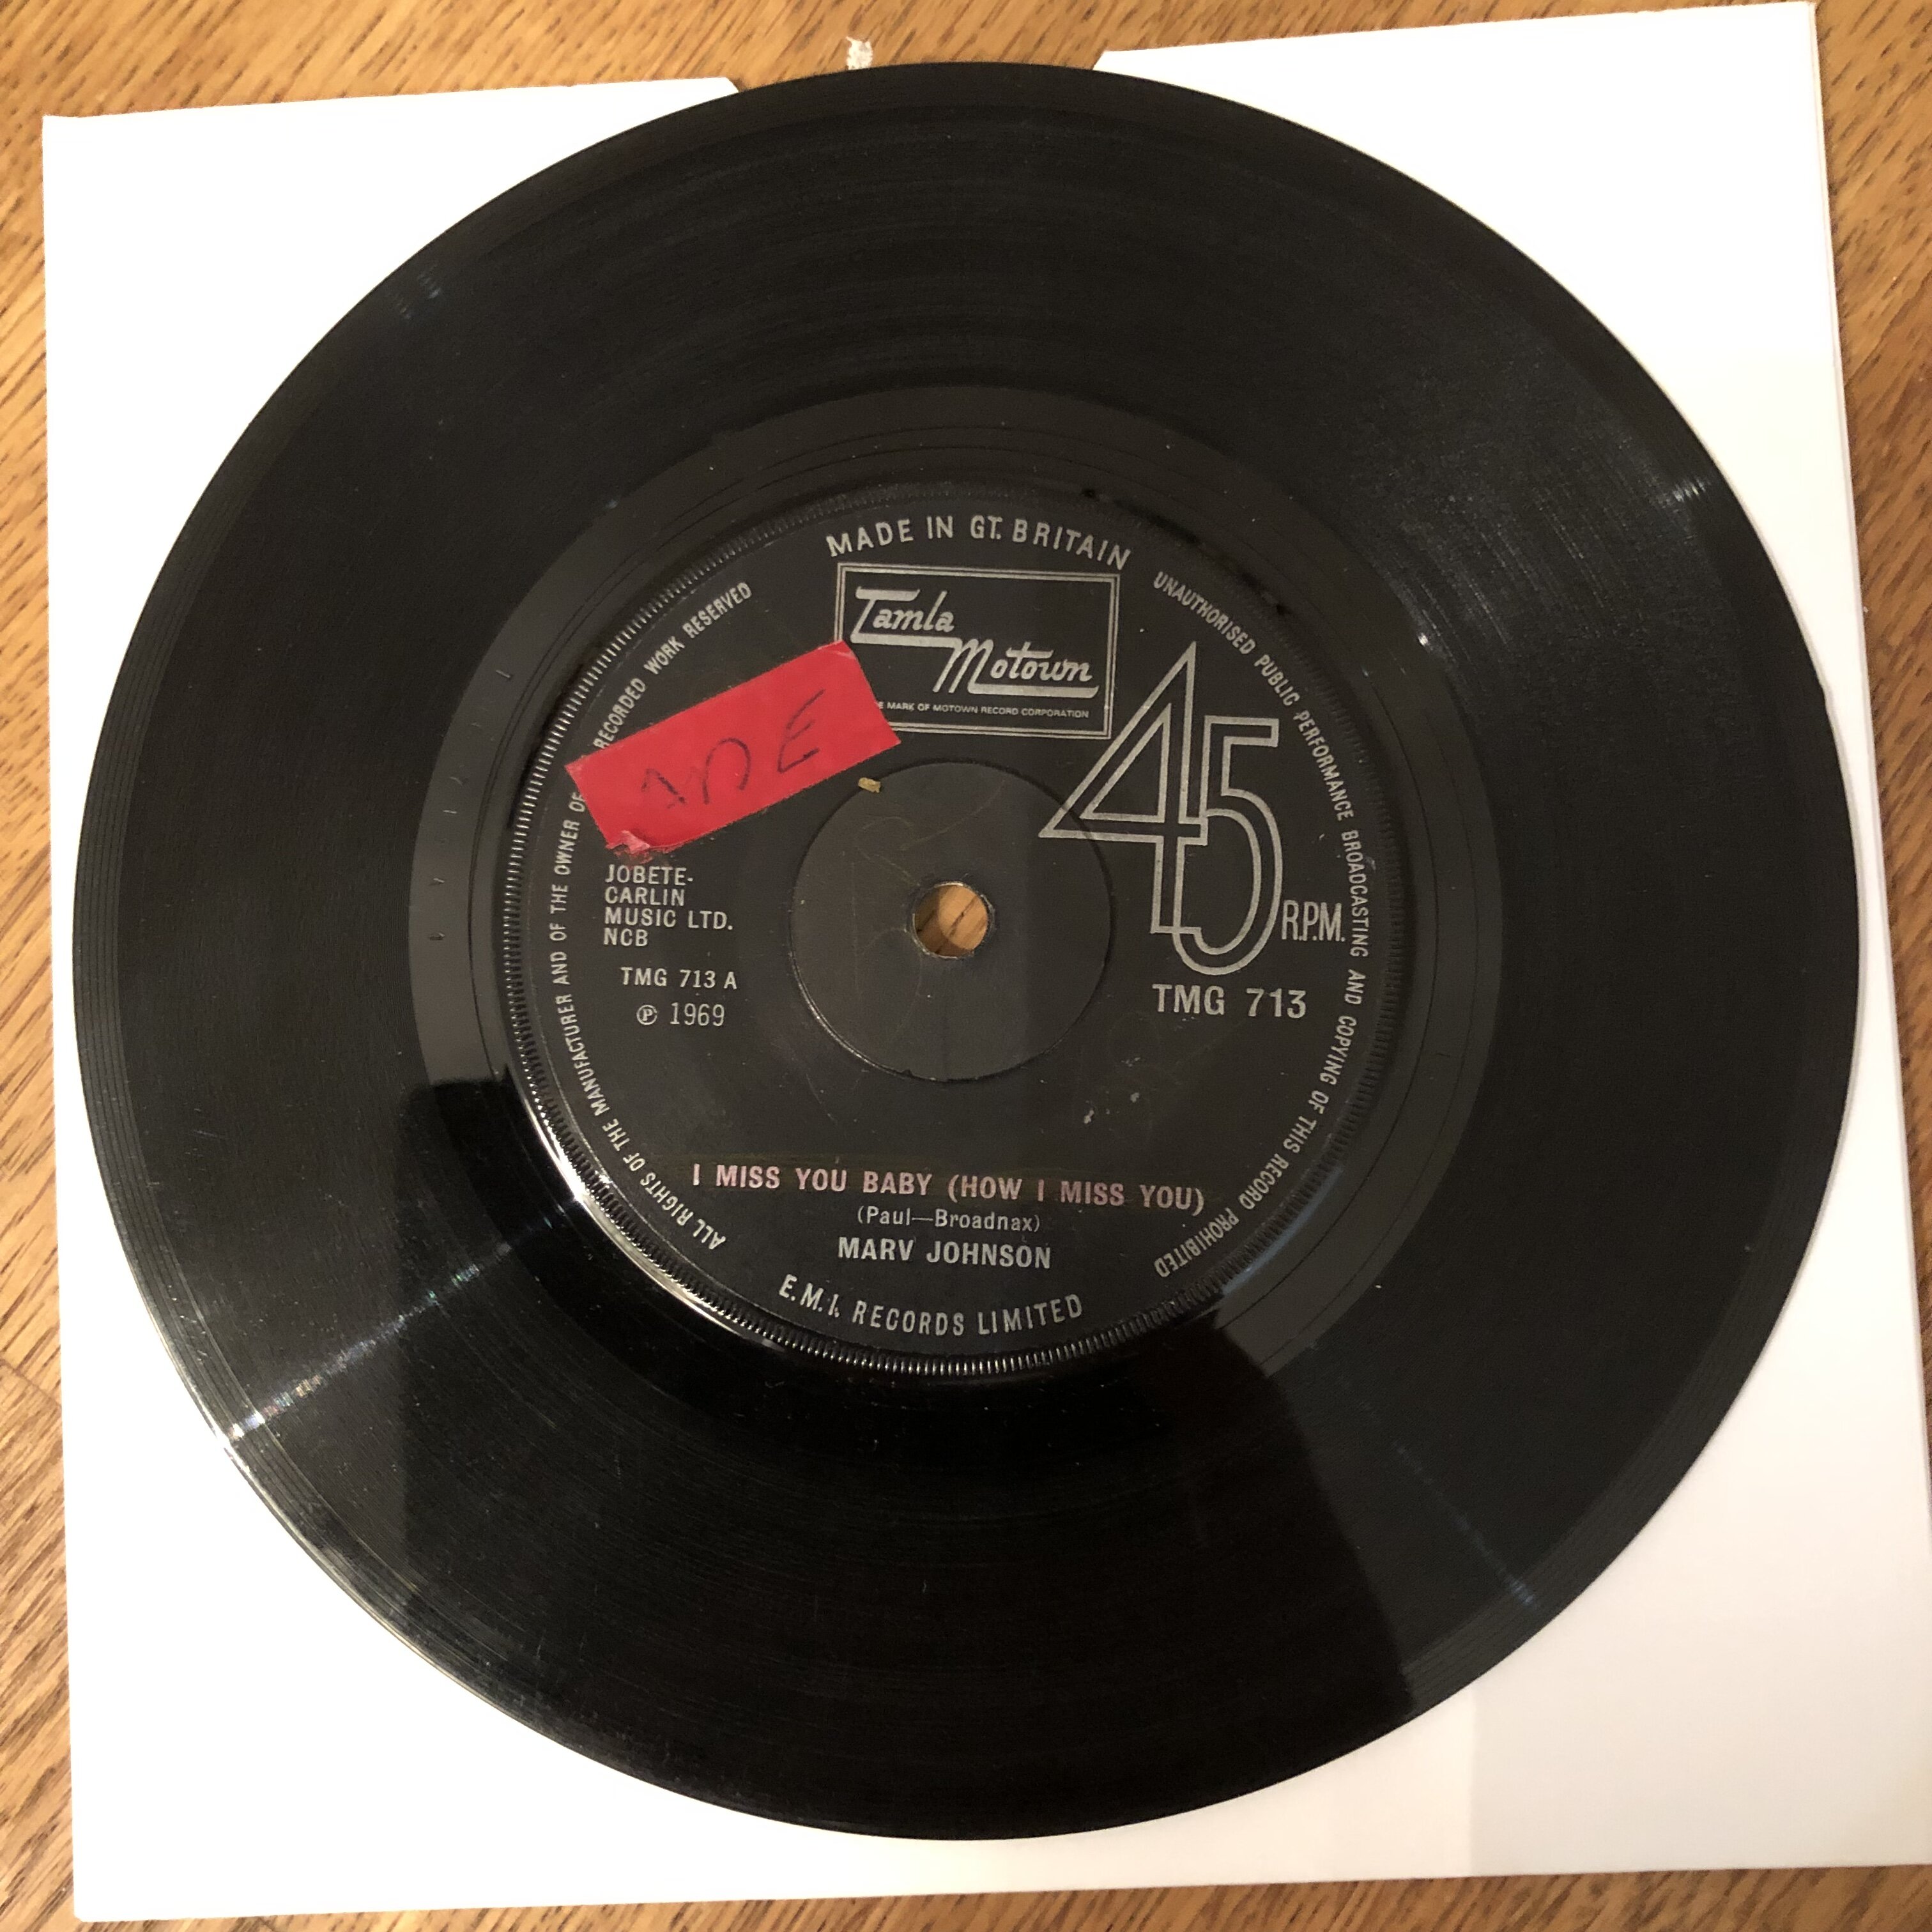 MADE IN GT. BRITAIN
Tamla
Motown
E MARK OF MOTOWN RECORD CORPORATION
45
R.P.M.
TMG 713
JOBETE-
CARLIN
MUSIC LTD.
NCB
TMG 713 A
℗ 1969
I MISS YOU BABY (HOW I MISS YOU)
(Paul—Broadnax)
MARV JOHNSON
E.M.I. RECORDS LIMITED
ALL RIGHTS OF THE MANUFACTURER AND OF THE OWNER OF RECORDED WORK RESERVED
UNAUTHORISED PUBLIC PERFORMANCE BROADCASTING AND COPYING OF THIS RECORD PROHIBITED